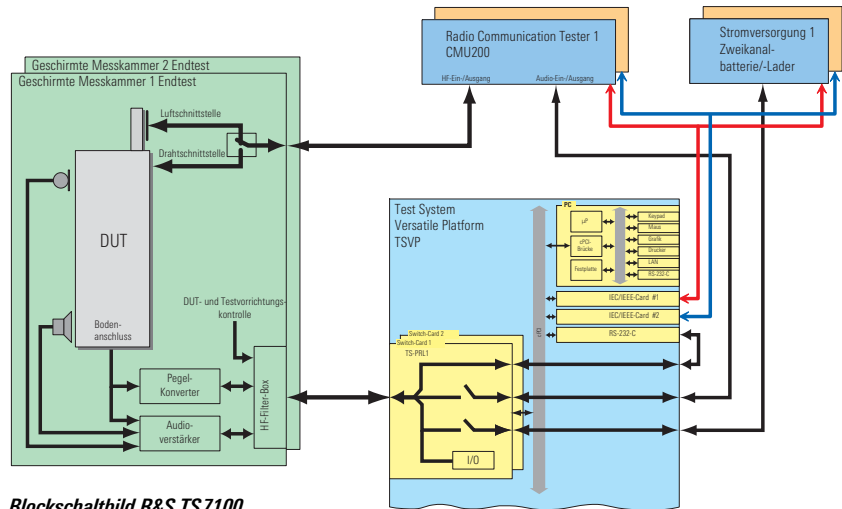 Geschirmte Messkammer 2 Endtest
Geschirmte Messkammer 1 Endtest
Luftschnittstelle
Drahtschnittstelle
DUT
DUT- und Testvorrichtungs-
kontrolle
Boden-
anschluss
Pegel-
Konverter
Audio-
verstärker
HF-Filter-Box
Radio Communication Tester 1
CMU200
HF-Ein-/Ausgang
Audio-Ein-/Ausgang
Stromversorgung 1
Zweikanal-
batterie/-Lader
Test System
Versatile Platform
TSVP
PC
µP
cPCI-
Brücke
Festplatte
Keypad
Maus
Grafik
Drucker
LAN
RS-232-C
IEC/IEEE-Card #1
IEC/IEEE-Card #2
RS-232-C
Switch-Card 2
Switch-Card 1
TS-PRL1
I/O
Blockschaltbild R&S TS7100